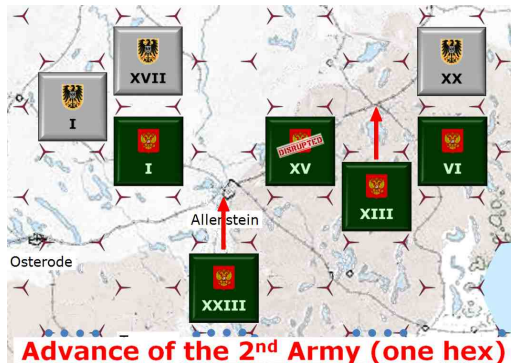 XVII
XX
I
I
DISRUPTED
XV
VI
XIII
Allenstein
Osterode
XXIII
Advance of the 2nd Army (one hex)